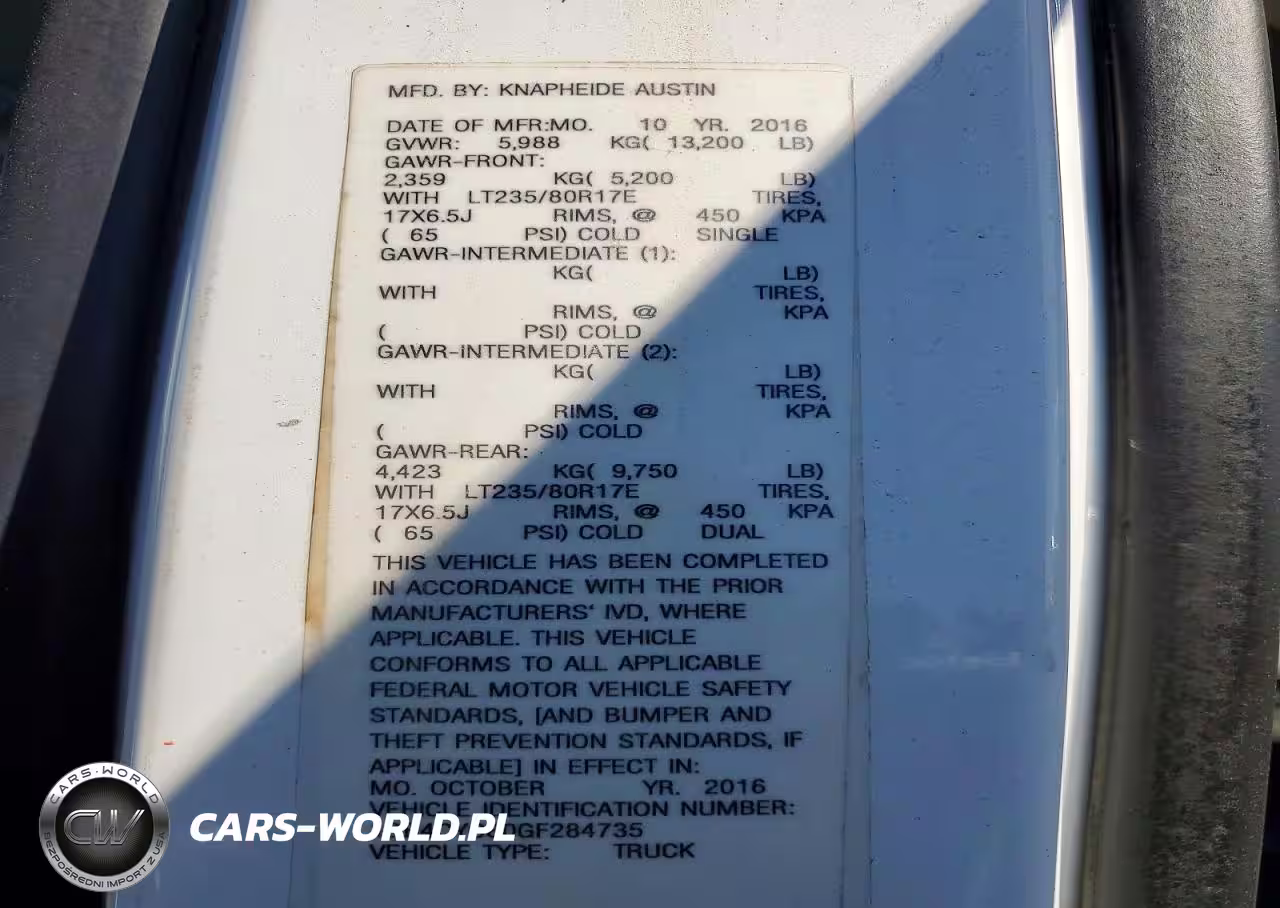 MFD. BY: KNAPHEIDE AUSTIN
DATE OF MFR:MO. 10 YR. 2016
GVWR: 5,988 KG( 13,200 LB)
GAWR-FRONT:
2,359 KG( 5,200 LB)
WITH LT235/80R17E TIRES,
17X6.5J RIMS, @ 450 KPA
( 65 PSI) COLD SINGLE
GAWR-INTERMEDIATE (1):
KG( LB)
WITH TIRES,
RIMS, @ KPA
( PSI) COLD
GAWR-INTERMEDIATE (2):
KG( LB)
WITH TIRES,
RIMS, @ KPA
( PSI) COLD
GAWR-REAR:
4,423 KG( 9,750 LB)
WITH LT235/80R17E TIRES,
17X6.5J RIMS, @ 450 KPA
( 65 PSI) COLD DUAL
THIS VEHICLE HAS BEEN COMPLETED
IN ACCORDANCE WITH THE PRIOR
MANUFACTURERS' IVD, WHERE
APPLICABLE. THIS VEHICLE
CONFORMS TO ALL APPLICABLE
FEDERAL MOTOR VEHICLE SAFETY
STANDARDS, [AND BUMPER AND
THEFT PREVENTION STANDARDS, IF
APPLICABLE] IN EFFECT IN:
MO. OCTOBER YR. 2016
VEHICLE IDENTIFICATION NUMBER:
GF284735
VEHICLE TYPE: TRUCK
CARS-WORLD
CW
BEZPOŚREDNI IMPORT Z USA
CARS-WORLD.PL